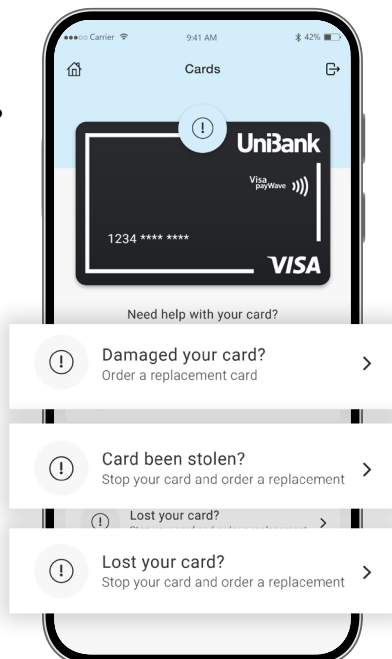 Carrier
9:41 AM
42%
Cards
UniBank
Visa
payWave
1234 **** ****
VISA
Need help with your card?
Damaged your card?
Order a replacement card
Card been stolen?
Stop your card and order a replacement
Lost your card?
Lost your card?
Stop your card and order a replacement